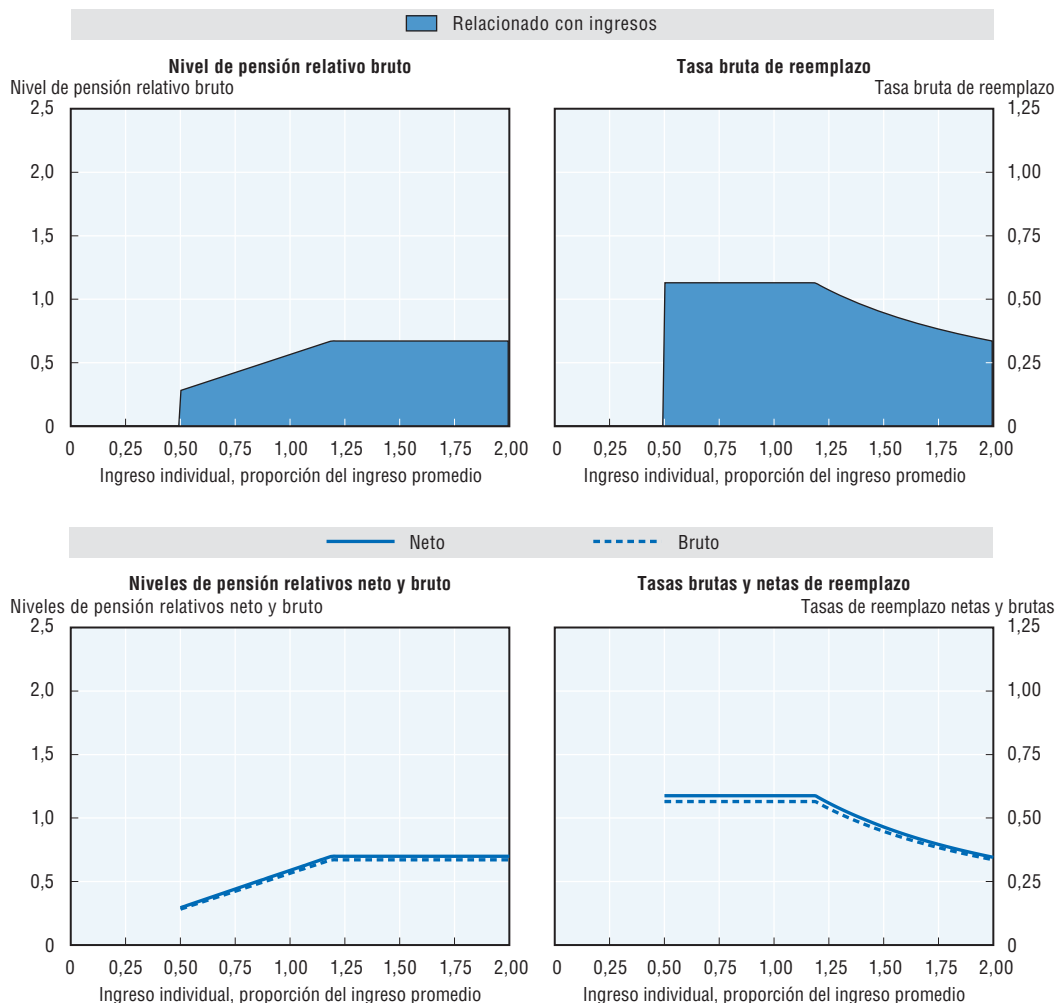 Relacionado con ingresos
Nivel de pensión relativo bruto
Nivel de pensión relativo bruto
2,5
2,0
1,5
1,0
0,5
0
0 0,25 0,50 0,75 1,00 1,25 1,50 1,75 2,00
Ingreso individual, proporción del ingreso promedio
Tasa bruta de reemplazo
Tasa bruta de reemplazo
1,25
1,00
0,75
0,50
0,25
0
0 0,25 0,50 0,75 1,00 1,25 1,50 1,75 2,00
Ingreso individual, proporción del ingreso promedio
Neto Bruto
Niveles de pensión relativos neto y bruto
Niveles de pensión relativos neto y bruto
2,5
2,0
1,5
1,0
0,5
0
0 0,25 0,50 0,75 1,00 1,25 1,50 1,75 2,00
Ingreso individual, proporción del ingreso promedio
Tasas brutas y netas de reemplazo
Tasas de reemplazo netas y brutas
1,25
1,00
0,75
0,50
0,25
0
0 0,25 0,50 0,75 1,00 1,25 1,50 1,75 2,00
Ingreso individual, proporción del ingreso promedio